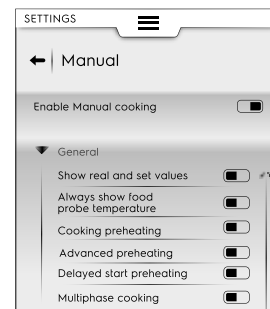 SETTINGS
Manual
Enable Manual cooking
General
Show real and set values
Always show food
probe temperature
Cooking preheating
Advanced preheating
Delayed start preheating
Multiphase cooking